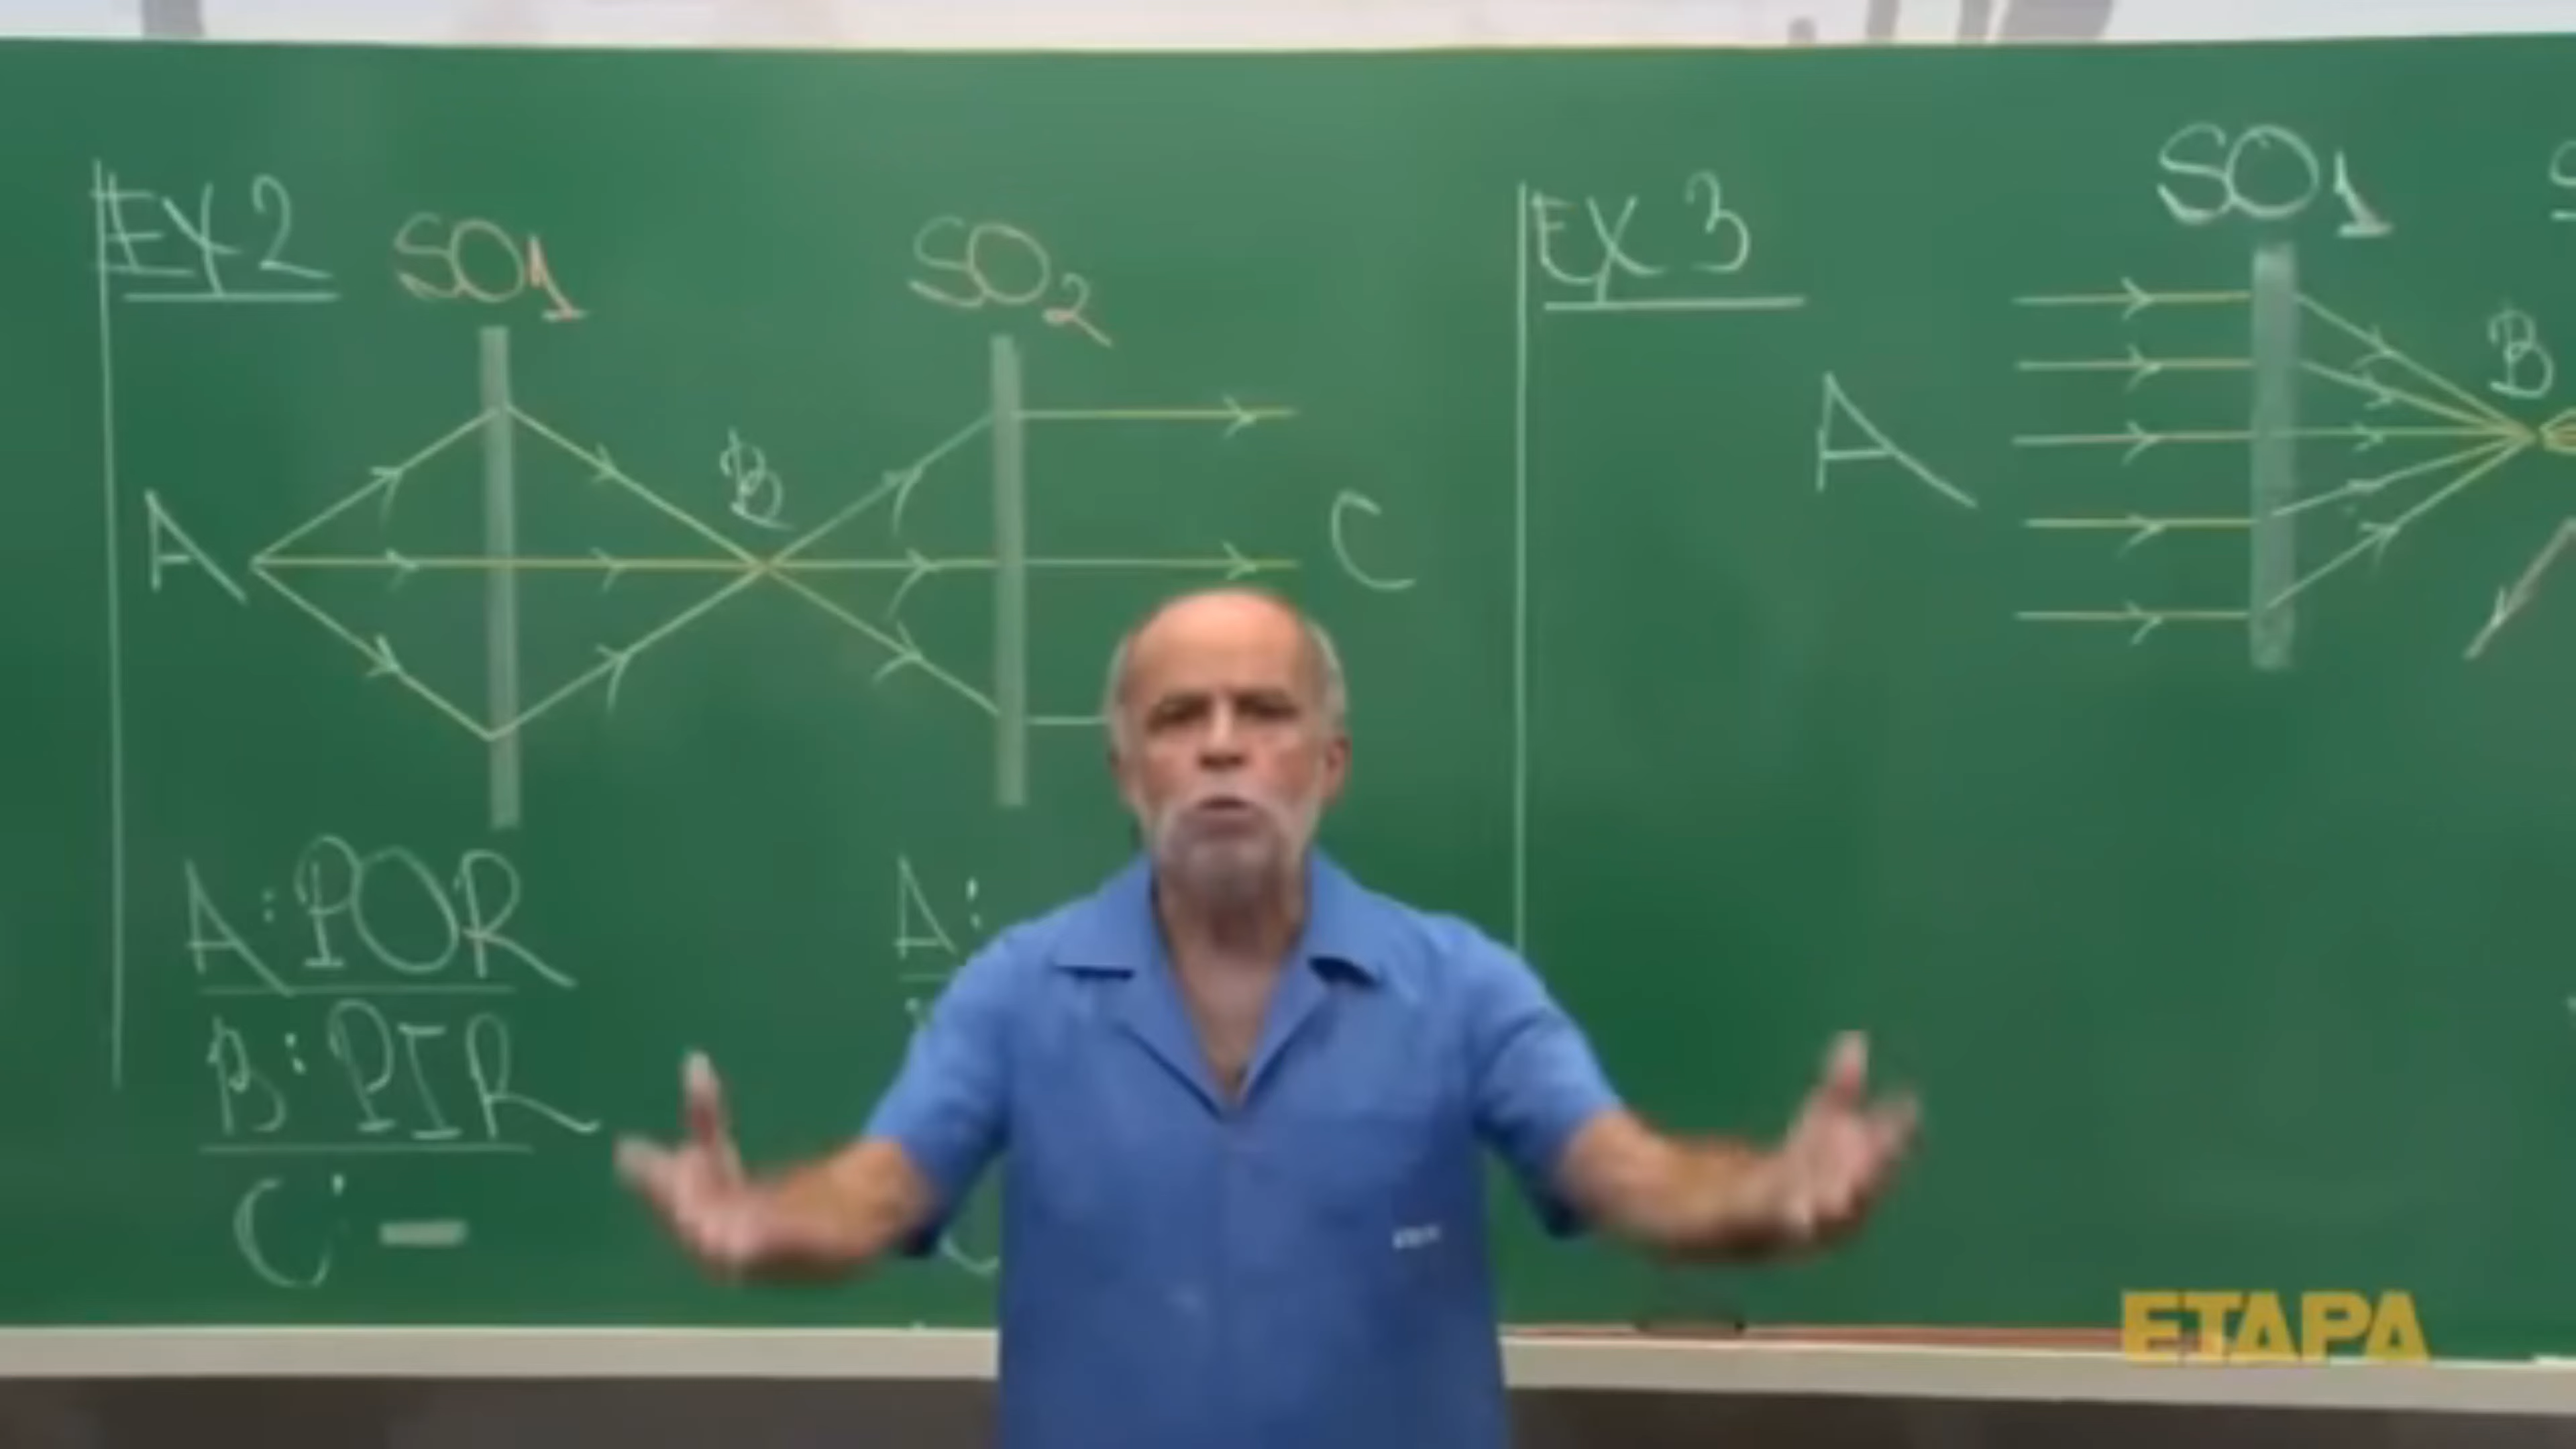 EX 2
SO1
SO2
A
B
C
A: POR
B: PIR
C: —
A:
EX 3
SO1
A
B
ETAPA